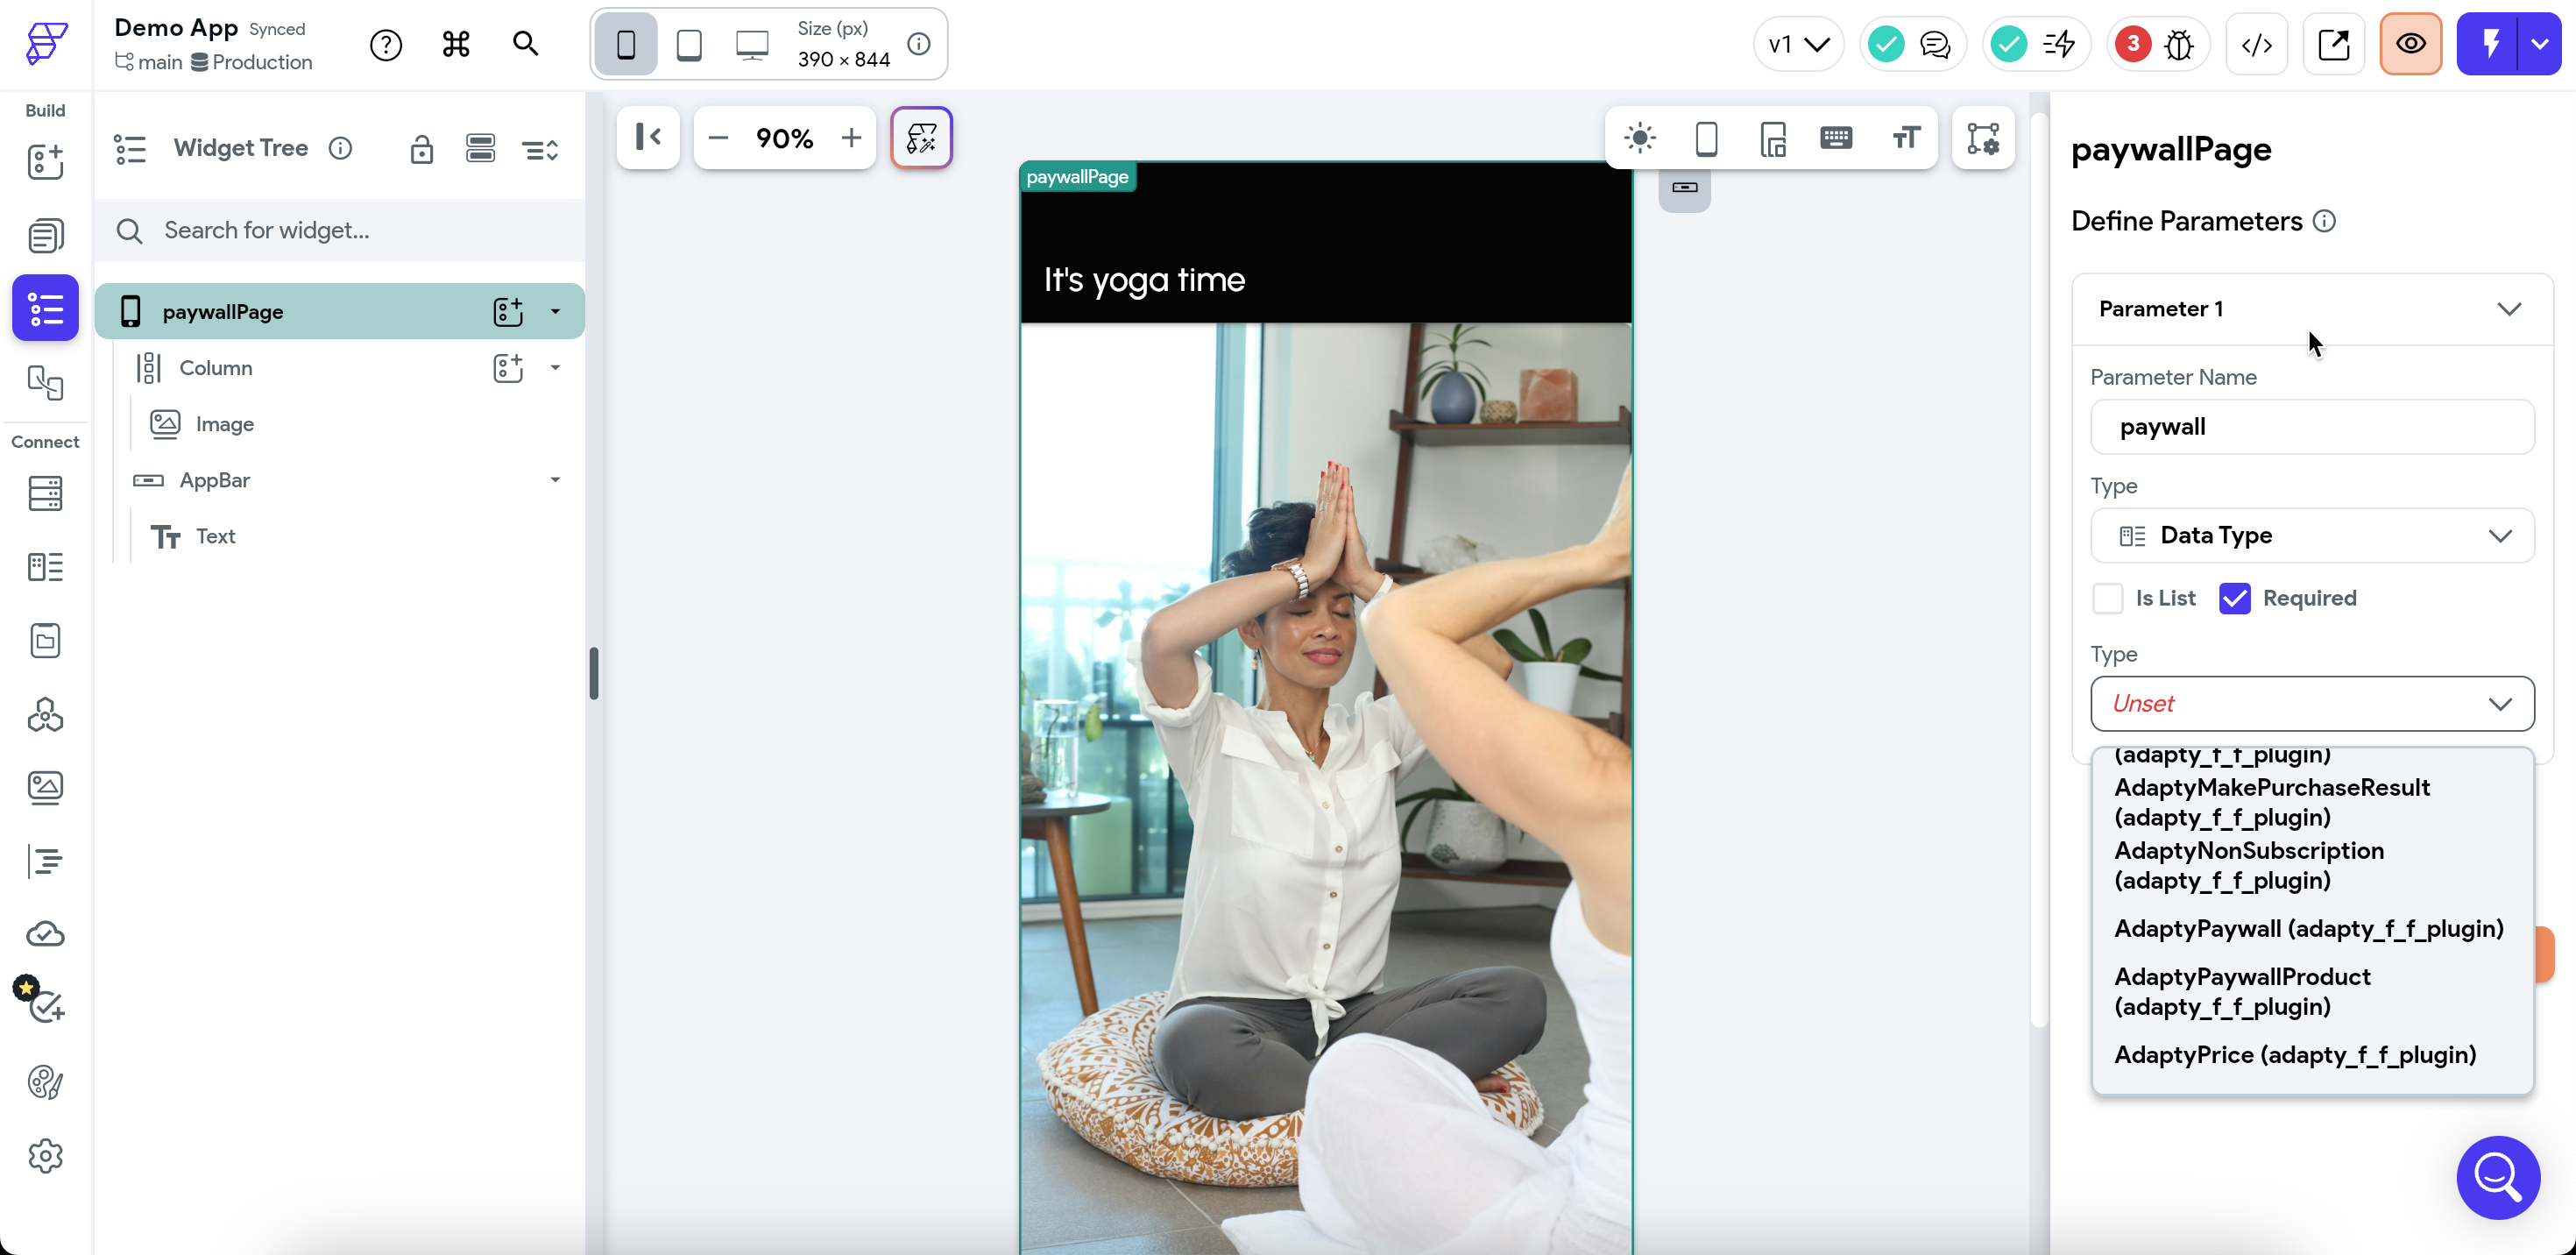 Demo App Synced
main Production
Size (px)
390 × 844
v1
3
Build
Connect
Widget Tree
Search for widget...
paywallPage
Column
Image
AppBar
Text
90%
paywallPage
It's yoga time
paywallPage
Define Parameters
Parameter 1
Parameter Name
paywall
Type
Data Type
Is List Required
Type
Unset
(adapty_f_f_plugin)
AdaptyMakePurchaseResult
(adapty_f_f_plugin)
AdaptyNonSubscription
(adapty_f_f_plugin)
AdaptyPaywall (adapty_f_f_plugin)
AdaptyPaywallProduct
(adapty_f_f_plugin)
AdaptyPrice (adapty_f_f_plugin)